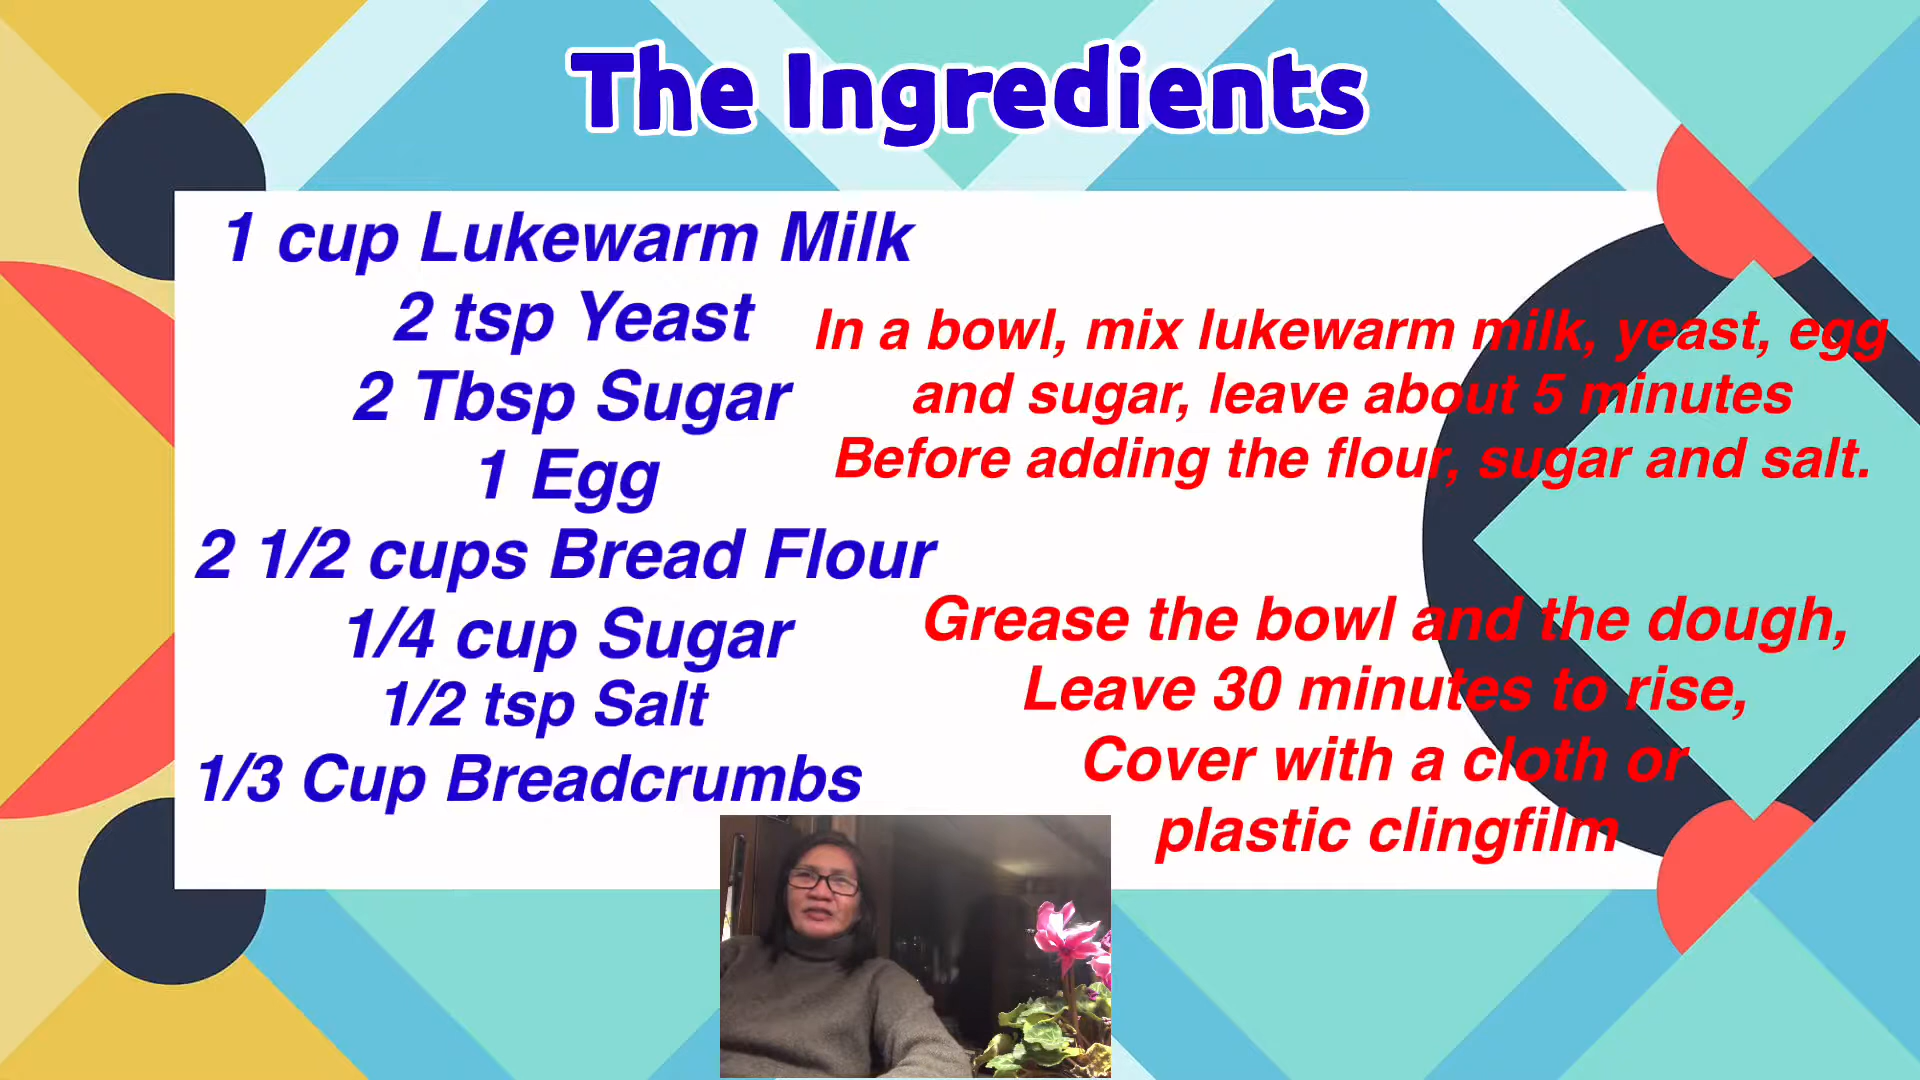 The Ingredients
1 cup Lukewarm Milk
2 tsp Yeast
2 Tbsp Sugar
1 Egg
2 1/2 cups Bread Flour
1/4 cup Sugar
1/2 tsp Salt
1/3 Cup Breadcrumbs
In a bowl, mix lukewarm milk, yeast, egg
and sugar, leave about 5 minutes
Before adding the flour, sugar and salt.
Grease the bowl and the dough,
Leave 30 minutes to rise,
Cover with a cloth or
plastic clingfilm